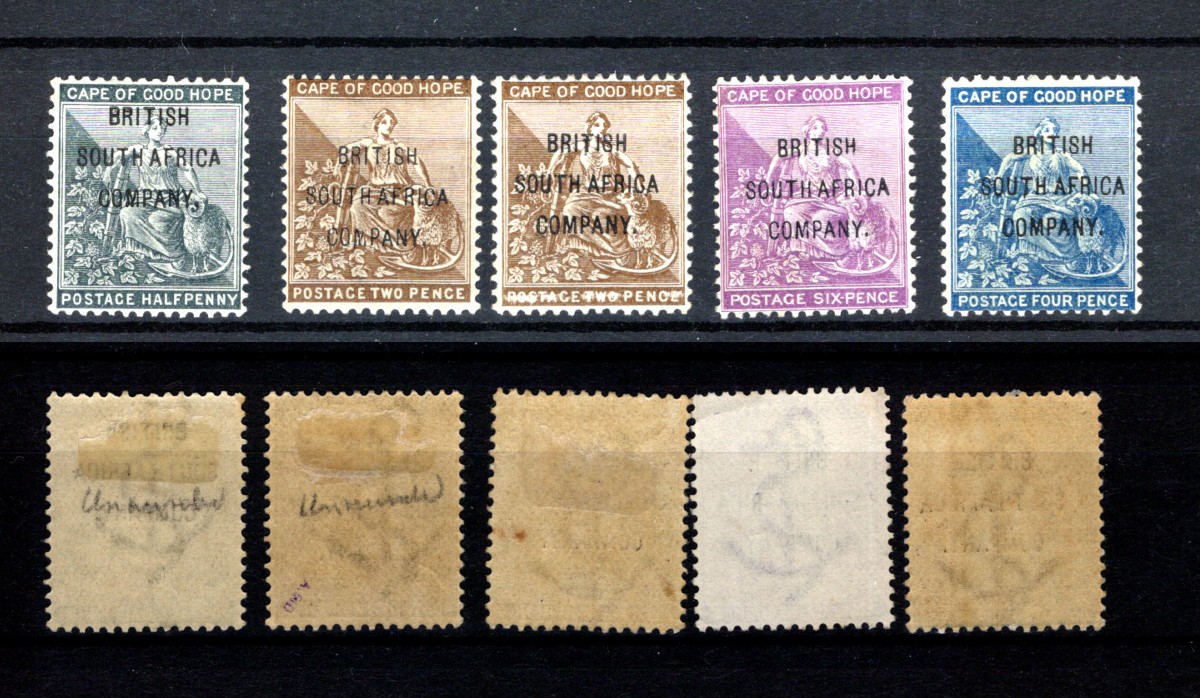 CAPE OF GOOD HOPE
BRITISH
SOUTH AFRICA
COMPANY.
POSTAGE HALFPENNY
CAPE OF GOOD HOPE
BRITISH
SOUTH AFRICA
COMPANY.
POSTAGE TWO PENCE
CAPE OF GOOD HOPE
BRITISH
SOUTH AFRICA
COMPANY.
POSTAGE TWO PENCE
CAPE OF GOOD HOPE
BRITISH
SOUTH AFRICA
COMPANY.
POSTAGE SIX-PENCE
CAPE OF GOOD HOPE
BRITISH
SOUTH AFRICA
COMPANY.
POSTAGE FOUR PENCE